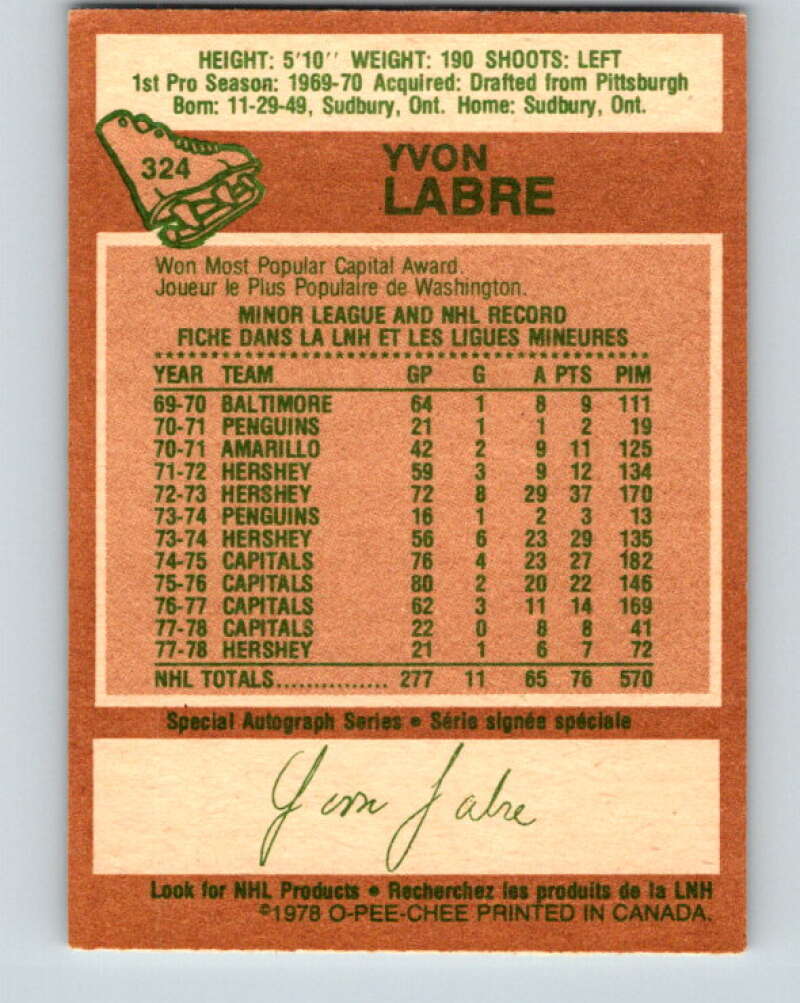 HEIGHT: 5'10'' WEIGHT: 190 SHOOTS: LEFT
1st Pro Season: 1969-70 Acquired: Drafted from Pittsburgh
Born: 11-29-49, Sudbury, Ont. Home: Sudbury, Ont.
324
YVON
LABRE
Won Most Popular Capital Award.
Joueur le Plus Populaire de Washington.
MINOR LEAGUE AND NHL RECORD
FICHE DANS LA LNH ET LES LIGUES MINEURES
YEAR TEAM GP G A PTS PIM
69-70 BALTIMORE 64 1 8 9 111
70-71 PENGUINS 21 1 1 2 19
70-71 AMARILLO 42 2 9 11 125
71-72 HERSHEY 59 3 9 12 134
72-73 HERSHEY 72 8 29 37 170
73-74 PENGUINS 16 1 2 3 13
73-74 HERSHEY 56 6 23 29 135
74-75 CAPITALS 76 4 23 27 182
75-76 CAPITALS 80 2 20 22 146
76-77 CAPITALS 62 3 11 14 169
77-78 CAPITALS 22 0 8 8 41
77-78 HERSHEY 21 1 6 7 72
NHL TOTALS............... 277 11 65 76 570
Special Autograph Series • Série signée spéciale
Yvon Labre
Look for NHL Products • Recherchez les produits de la LNH
©1978 O-PEE-CHEE PRINTED IN CANADA.